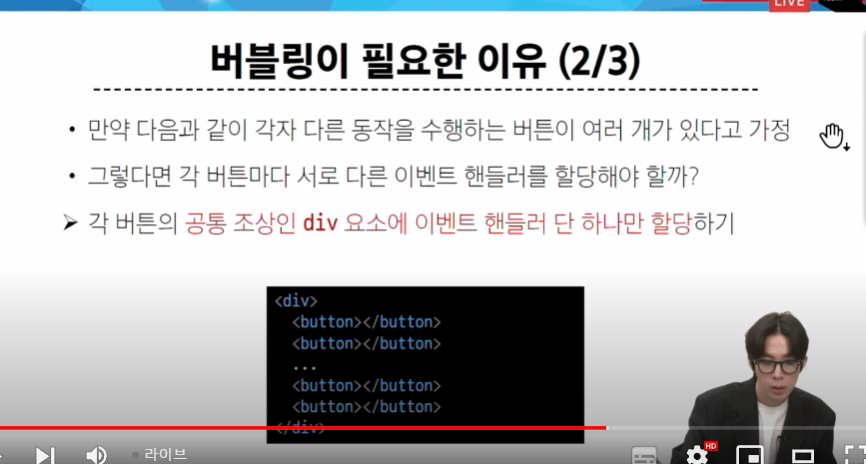 LIVE
버블링이 필요한 이유 (2/3)
• 만약 다음과 같이 각자 다른 동작을 수행하는 버튼이 여러 개가 있다고 가정
• 그렇다면 각 버튼마다 서로 다른 이벤트 핸들러를 할당해야 할까?
➤ 각 버튼의 공통 조상인 div 요소에 이벤트 핸들러 단 하나만 할당하기
<div>
<button></button>
<button></button>
...
<button></button>
<button></button>
</div>
라이브
HD